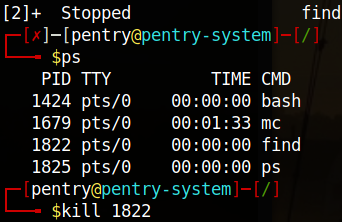 [2]+  Stopped                 find
┌─[✗]─[pentry@pentry-system]─[/]
└──╼ $ps
    PID TTY          TIME CMD
   1424 pts/0    00:00:00 bash
   1679 pts/0    00:01:33 mc
   1822 pts/0    00:00:00 find
   1825 pts/0    00:00:00 ps
┌─[pentry@pentry-system]─[/]
└──╼ $kill 1822